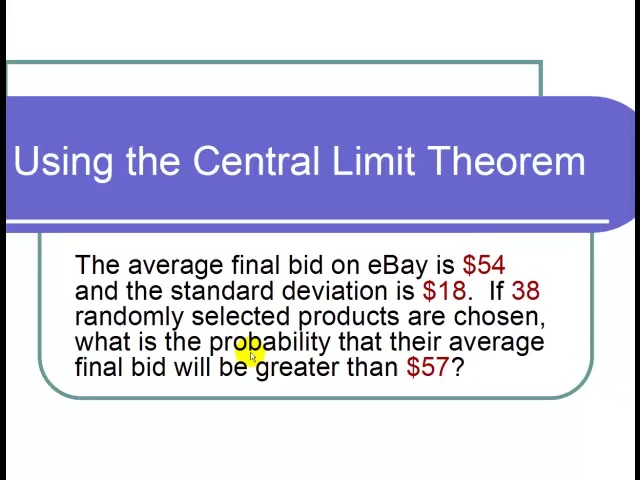 Using the Central Limit Theorem
The average final bid on eBay is $54
and the standard deviation is $18.  If 38
randomly selected products are chosen,
what is the probability that their average
final bid will be greater than $57?